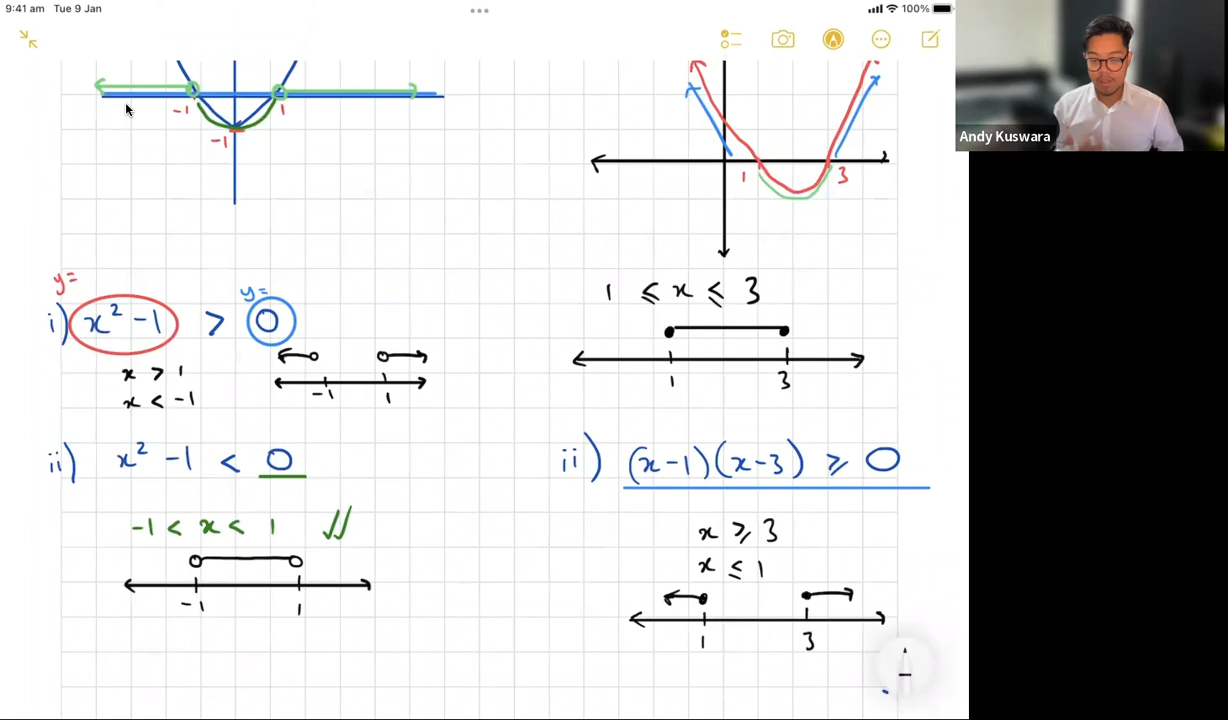 9:41 am Tue 9 Jan
100%
Andy Kuswara
-1
1
-1
1
3
y=
y=
i) x² -1 > 0
x > 1
x < -1
-1
1
1 ≤ x ≤ 3
1
3
ii) x² -1 < 0
-1 < x < 1
-1
1
ii) (x-1)(x-3) ≥ 0
x ≥ 3
x ≤ 1
1
3